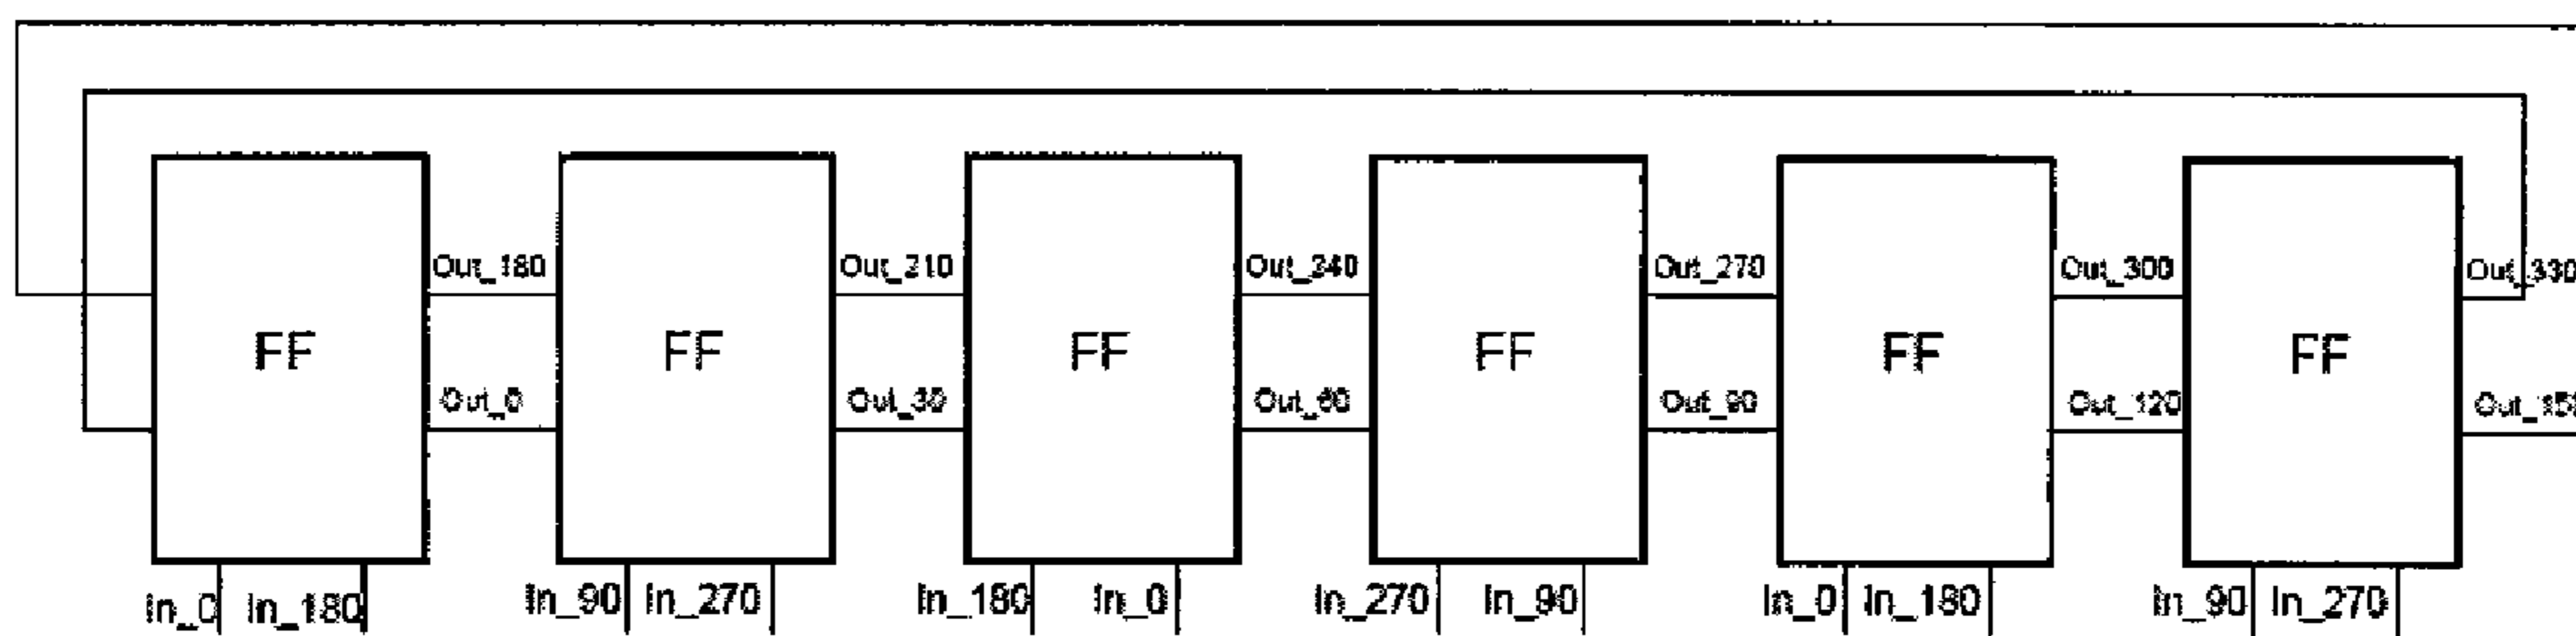 Out_180 Out_210 Out_240 Out_270 Out_300 Out_330
FF FF FF FF FF FF
Out_0 Out_30 Out_60 Out_90 Out_120 Out_150
In_0 In_180 In_90 In_270 In_180 In_0 In_270 In_90 In_0 In_180 In_90 In_270